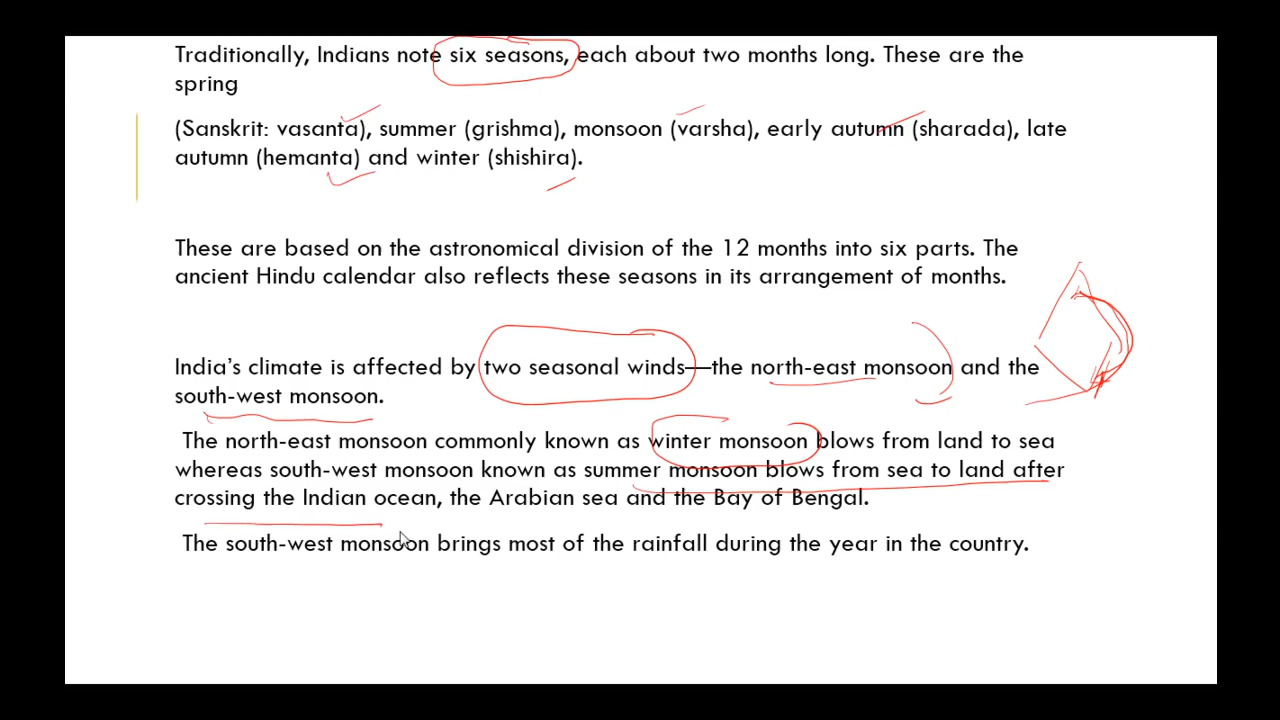 Traditionally, Indians note six seasons, each about two months long. These are the
spring
(Sanskrit: vasanta), summer (grishma), monsoon (varsha), early autumn (sharada), late
autumn (hemanta) and winter (shishira).
These are based on the astronomical division of the 12 months into six parts. The
ancient Hindu calendar also reflects these seasons in its arrangement of months.
India’s climate is affected by two seasonal winds—the north-east monsoon and the
south-west monsoon.
The north-east monsoon commonly known as winter monsoon blows from land to sea
whereas south-west monsoon known as summer monsoon blows from sea to land after
crossing the Indian ocean, the Arabian sea and the Bay of Bengal.
The south-west monsoon brings most of the rainfall during the year in the country.